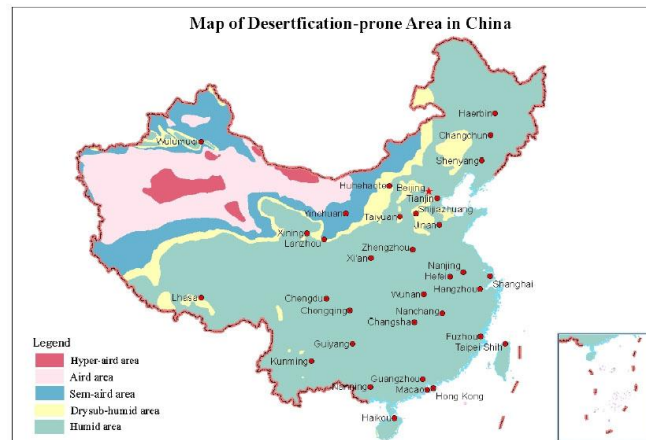 Map of Desertfication-prone Area in China
Haerbin
Changchun
Wulumuqi
Shenyang
Huhehaote
Beijing
Tianjin
Yinchuan
Taiyuan
Shijiazhuang
Jinan
Xining
Lanzhou
Zhengzhou
Xi'an
Nanjing
Hefei
Shanghai
Hangzhou
Lhasa
Chengdu
Wuhan
Chongqing
Nanchang
Changsha
Fuzhou
Guiyang
Taipei Shih
Kunming
Guangzhou
Nanning
Macao
Hong Kong
Haikou
Legend
Hyper-aird area
Aird area
Sem-aird area
Drysub-humid area
Humid area